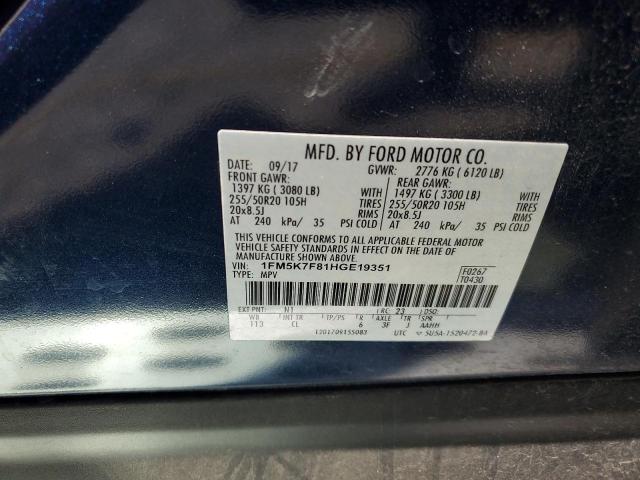 MFD. BY FORD MOTOR CO.
DATE: 09/17 GVWR: 2776 KG ( 6120 LB)
FRONT GAWR: REAR GAWR:
1397 KG ( 3080 LB) WITH 1497 KG ( 3300 LB) WITH
255/50R20 105H TIRES 255/50R20 105H TIRES
20x8.5J RIMS 20x8.5J RIMS
AT 240 kPa/ 35 PSI COLD AT 240 kPa/ 35 PSI COLD
THIS VEHICLE CONFORMS TO ALL APPLICABLE FEDERAL MOTOR
VEHICLE SAFETY STANDARDS IN EFFECT ON THE DATE OF
MANUFACTURE SHOWN ABOVE.
VIN: 1FM5K7F81HGE19351 F0267
TYPE: MPV T0430
EXT PNT: N1 RC: 23 DSO:
WB INT TR TP/PS R AXLE TR SPR
113 CL 6 3F J AAHH
UTC